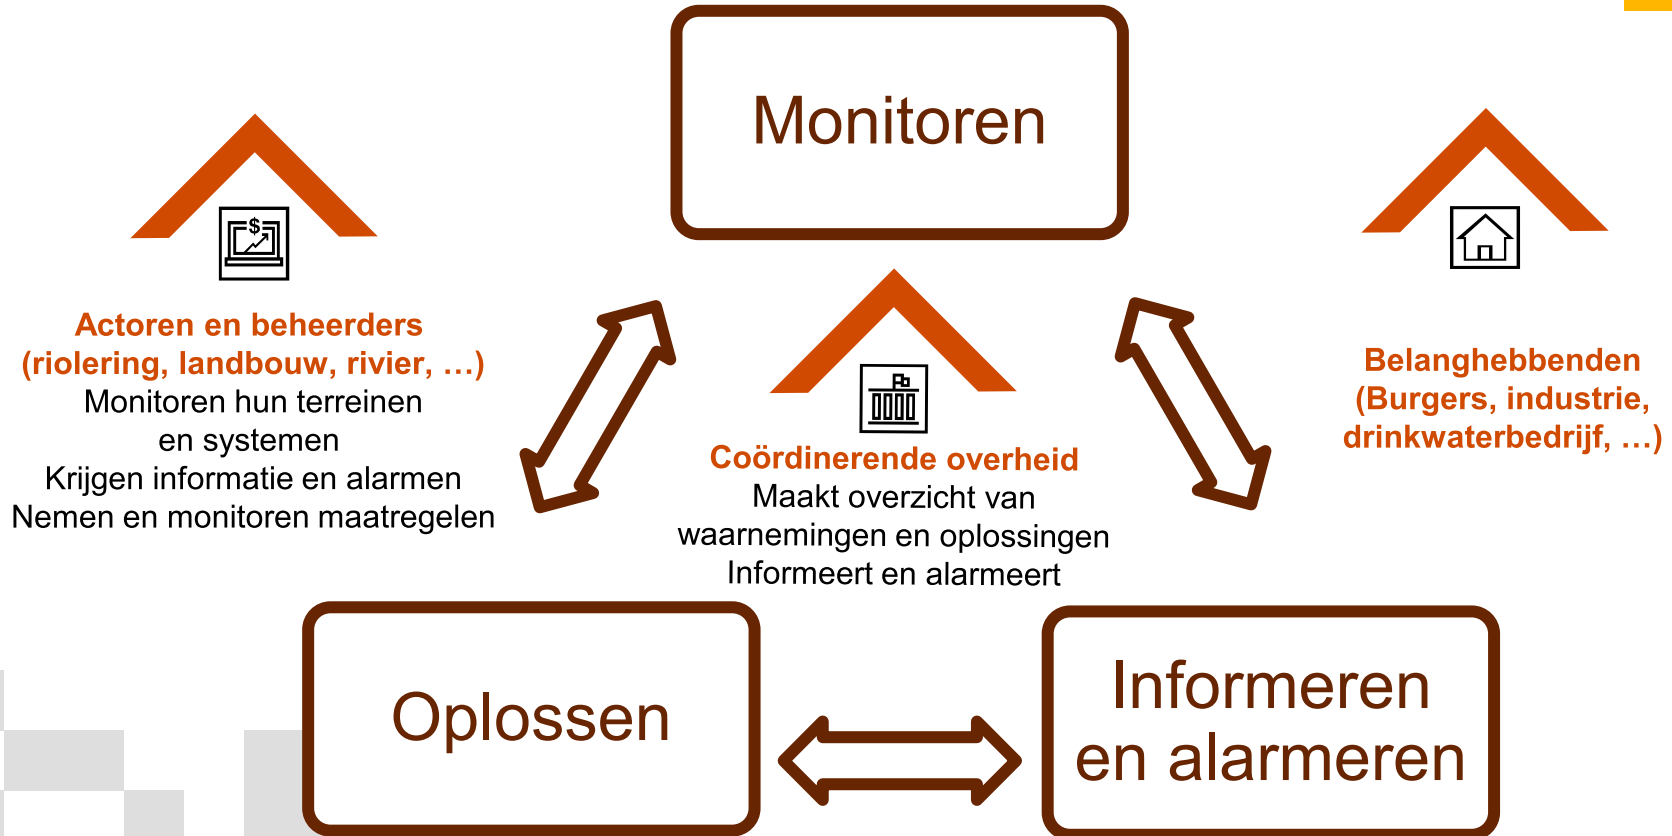 Monitoren
Actoren en beheerders
(riolering, landbouw, rivier, …)
Monitoren hun terreinen
en systemen
Krijgen informatie en alarmen
Nemen en monitoren maatregelen
$
Coördinerende overheid
Maakt overzicht van
waarnemingen en oplossingen
Informeert en alarmeert
Belanghebbenden
(Burgers, industrie,
drinkwaterbedrijf, …)
Oplossen
Informeren
en alarmeren